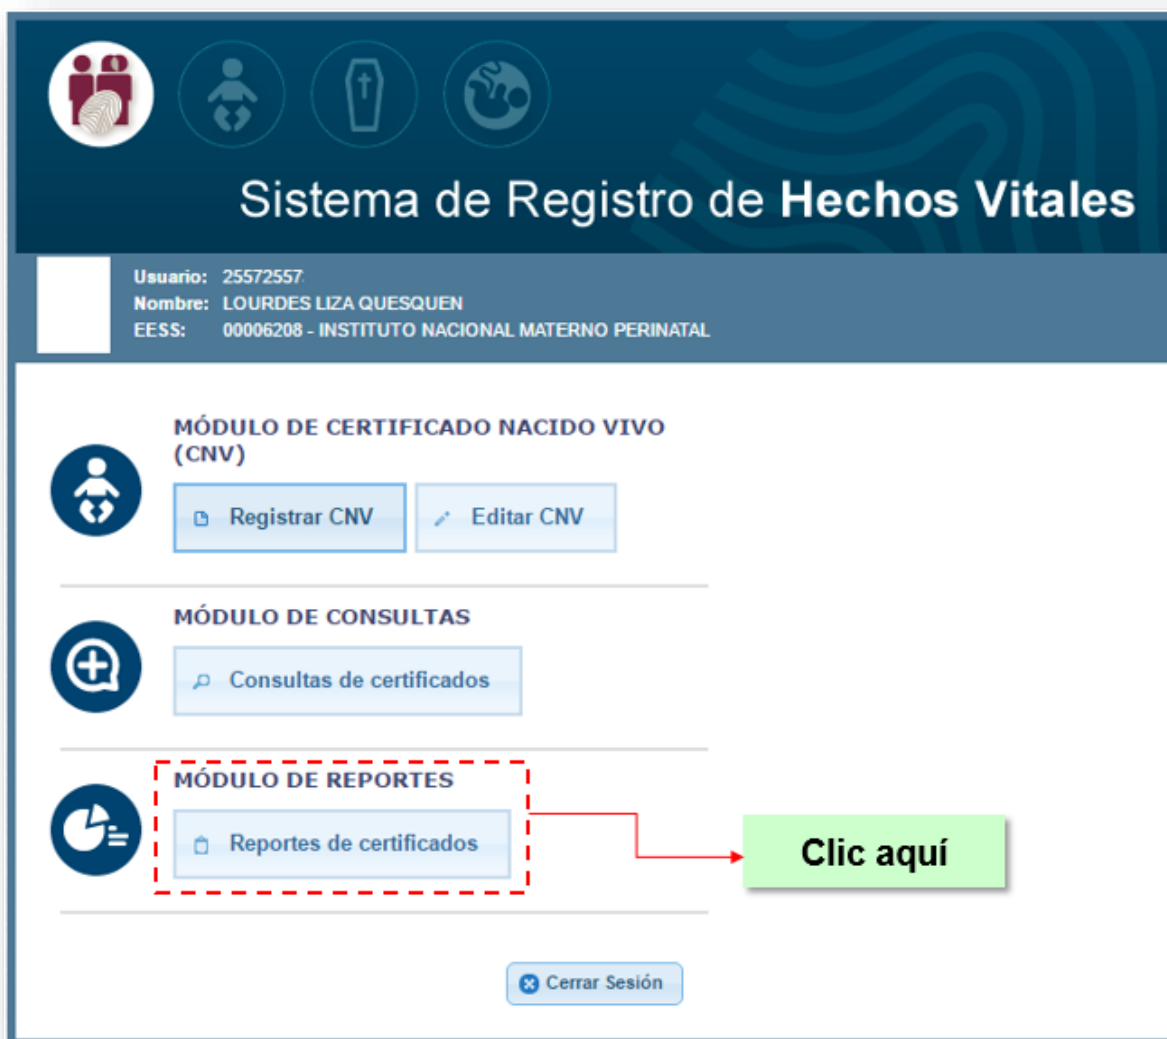 Sistema de Registro de Hechos Vitales
Usuario: 25572557
Nombre: LOURDES LIZA QUESQUEN
EESS: 00006208 - INSTITUTO NACIONAL MATERNO PERINATAL
MÓDULO DE CERTIFICADO NACIDO VIVO
(CNV)
Registrar CNV
Editar CNV
MÓDULO DE CONSULTAS
Consultas de certificados
MÓDULO DE REPORTES
Reportes de certificados
Clic aquí
Cerrar Sesión